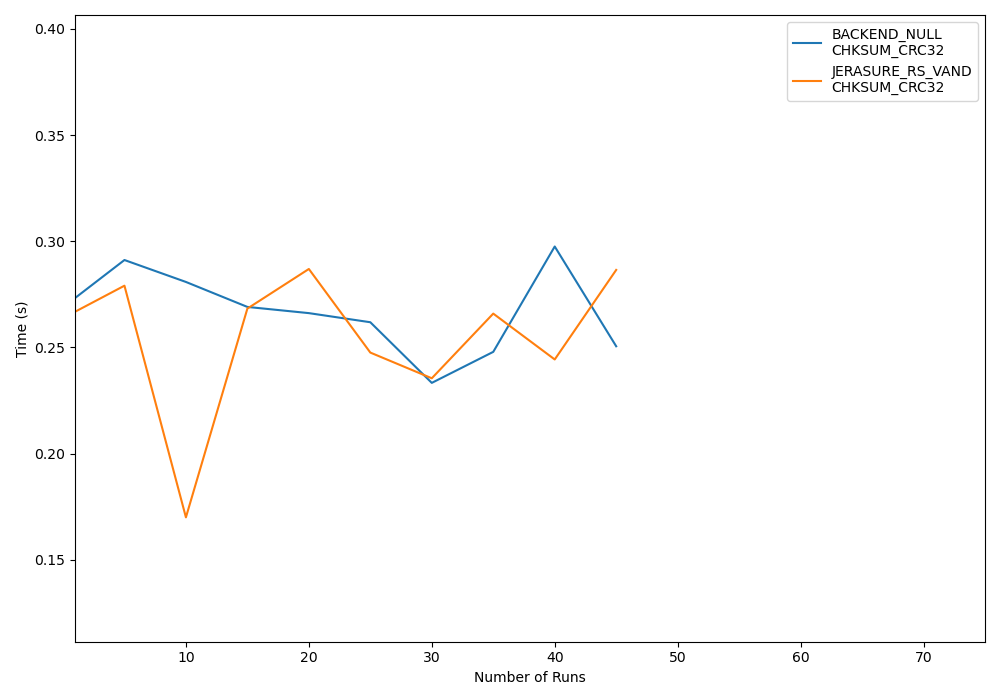 0.40
0.35
0.30
0.25
0.20
0.15
Time (s)
10 20 30 40 50 60 70
Number of Runs
BACKEND_NULL
CHKSUM_CRC32
JERASURE_RS_VAND
CHKSUM_CRC32